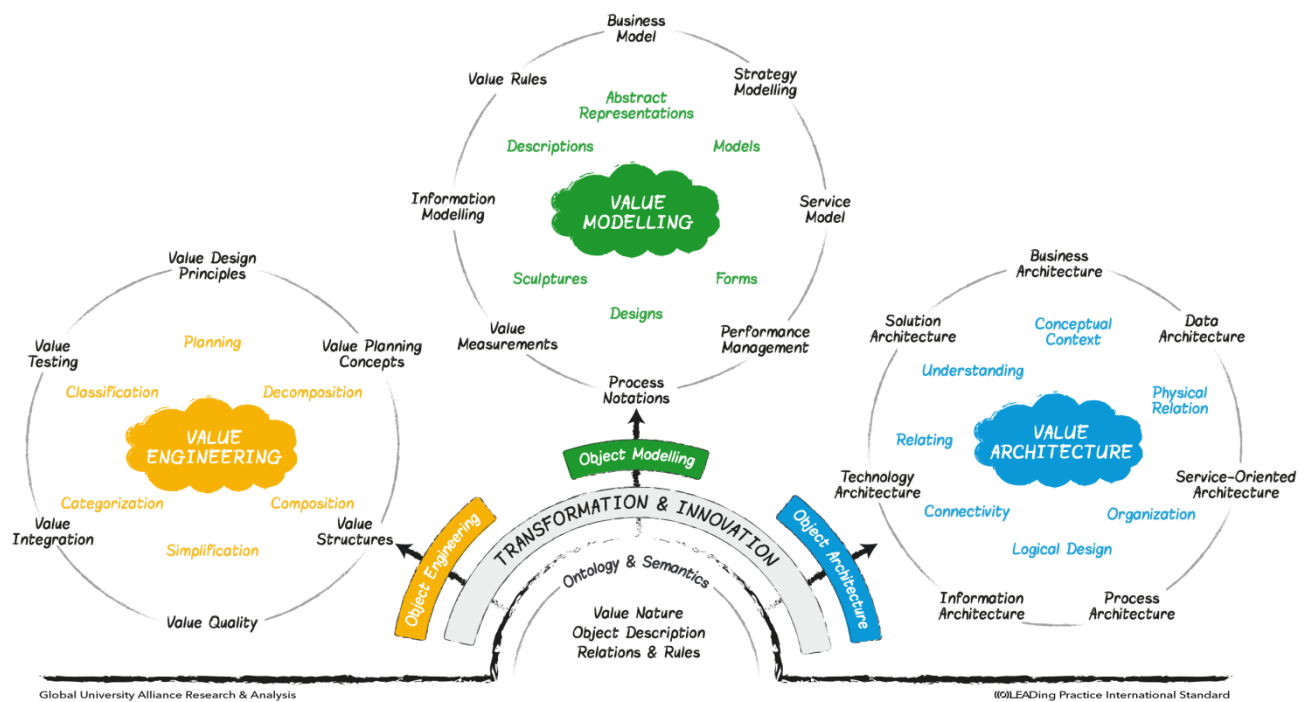 Business
Model
Value Rules
Strategy
Modelling
Abstract
Representations
Descriptions
Models
Information
Modelling
VALUE
MODELLING
Service
Model
Sculptures
Forms
Designs
Value
Measurements
Performance
Management
Process
Notations
Value Design
Principles
Value
Testing
Planning
Value Planning
Concepts
Classification
Decomposition
VALUE
ENGINEERING
Categorization
Composition
Value
Integration
Value
Structures
Simplification
Value Quality
Business
Architecture
Solution
Architecture
Conceptual
Context
Data
Architecture
Understanding
Physical
Relation
Relating
VALUE
ARCHITECTURE
Technology
Architecture
Service-Oriented
Architecture
Connectivity
Organization
Logical Design
Information
Architecture
Process
Architecture
Object Modelling
Object Engineering
TRANSFORMATION & INNOVATION
Object Architecture
Ontology & Semantics
Value Nature
Object Description
Relations & Rules
Global University Alliance Research & Analysis
LEADing Practice International Standard